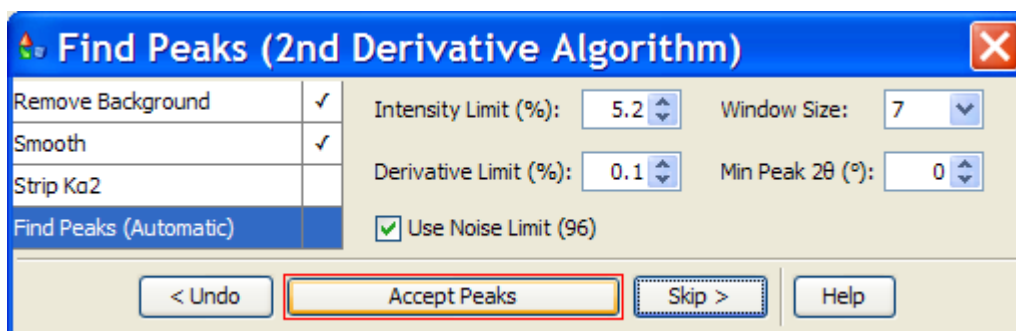 Find Peaks (2nd Derivative Algorithm)
Remove Background ✓
Smooth ✓
Strip Kα2
Find Peaks (Automatic)
Intensity Limit (%): 5.2 Window Size: 7
Derivative Limit (%): 0.1 Min Peak 2θ (°): 0
Use Noise Limit (96)
< Undo Accept Peaks Skip > Help